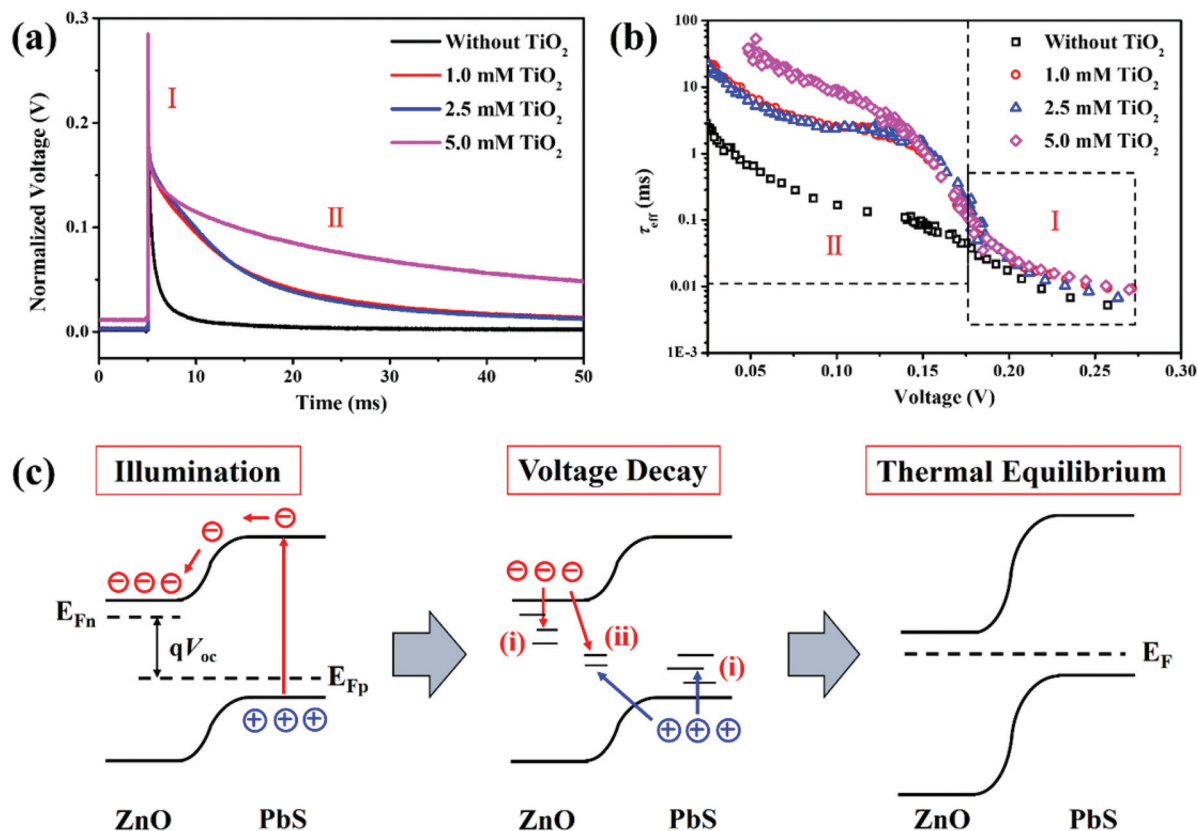 (a)
Normalized Voltage (V)
0.3
0.2
0.1
0.0
0
10
20
30
40
50
Time (ms)
I
II
Without TiO2
1.0 mM TiO2
2.5 mM TiO2
5.0 mM TiO2
(b)
τeff (ms)
100
10
1
0.1
0.01
1E-3
0.05
0.10
0.15
0.20
0.25
0.30
Voltage (V)
Without TiO2
1.0 mM TiO2
2.5 mM TiO2
5.0 mM TiO2
I
II
(c)
Illumination
EFn
qVoc
EFp
ZnO
PbS
Voltage Decay
(i)
(ii)
(i)
ZnO
PbS
Thermal Equilibrium
EF
ZnO
PbS